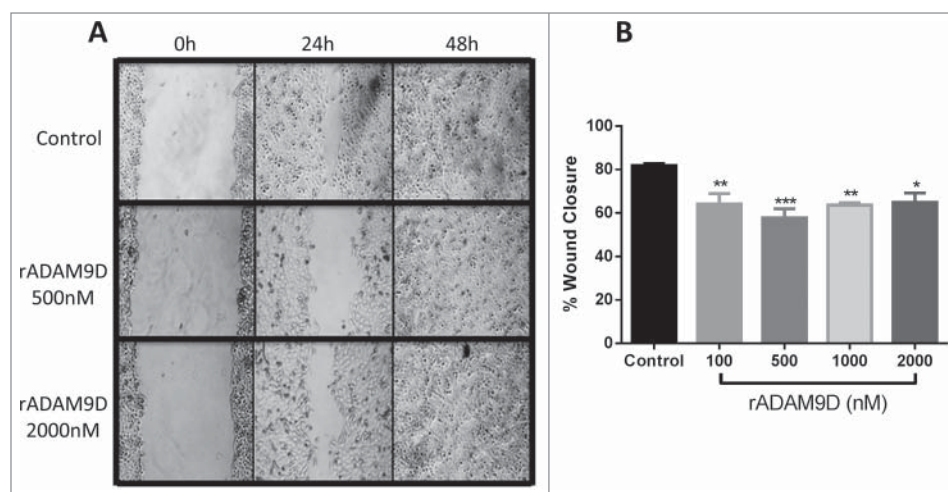 A
0h 24h 48h
Control
rADAM9D
500nM
rADAM9D
2000nM
B
% Wound Closure
100
80
60
40
20
0
** *** ** *
Control 100 500 1000 2000
rADAM9D (nM)